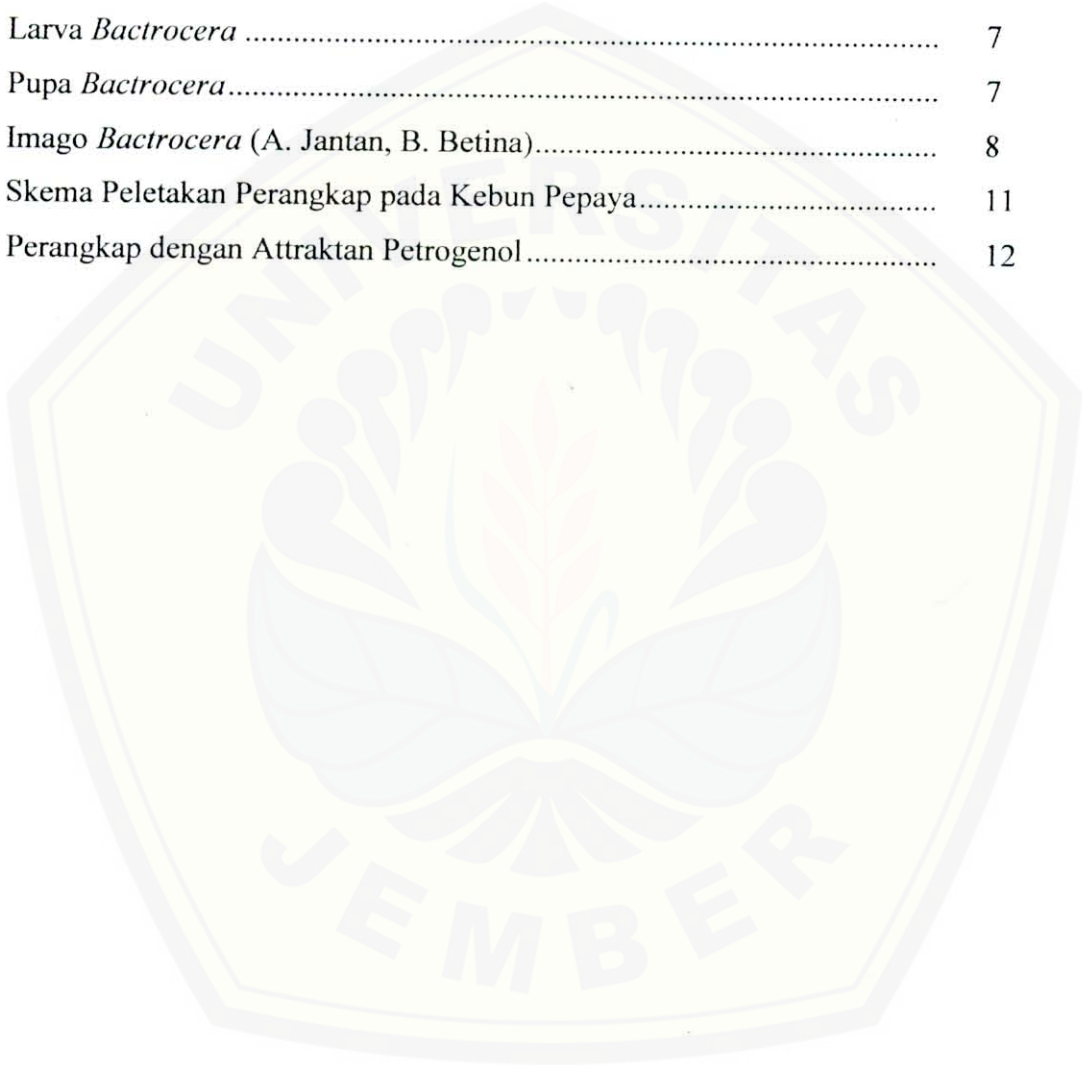 Larva Bactrocera ........................................................................................ 7
Pupa Bactrocera.......................................................................................... 7
Imago Bactrocera (A. Jantan, B. Betina).................................................. 8
Skema Peletakan Perangkap pada Kebun Pepaya..................................... 11
Perangkap dengan Attraktan Petrogenol ................................................... 12
UNIVERSITAS
JEMBER